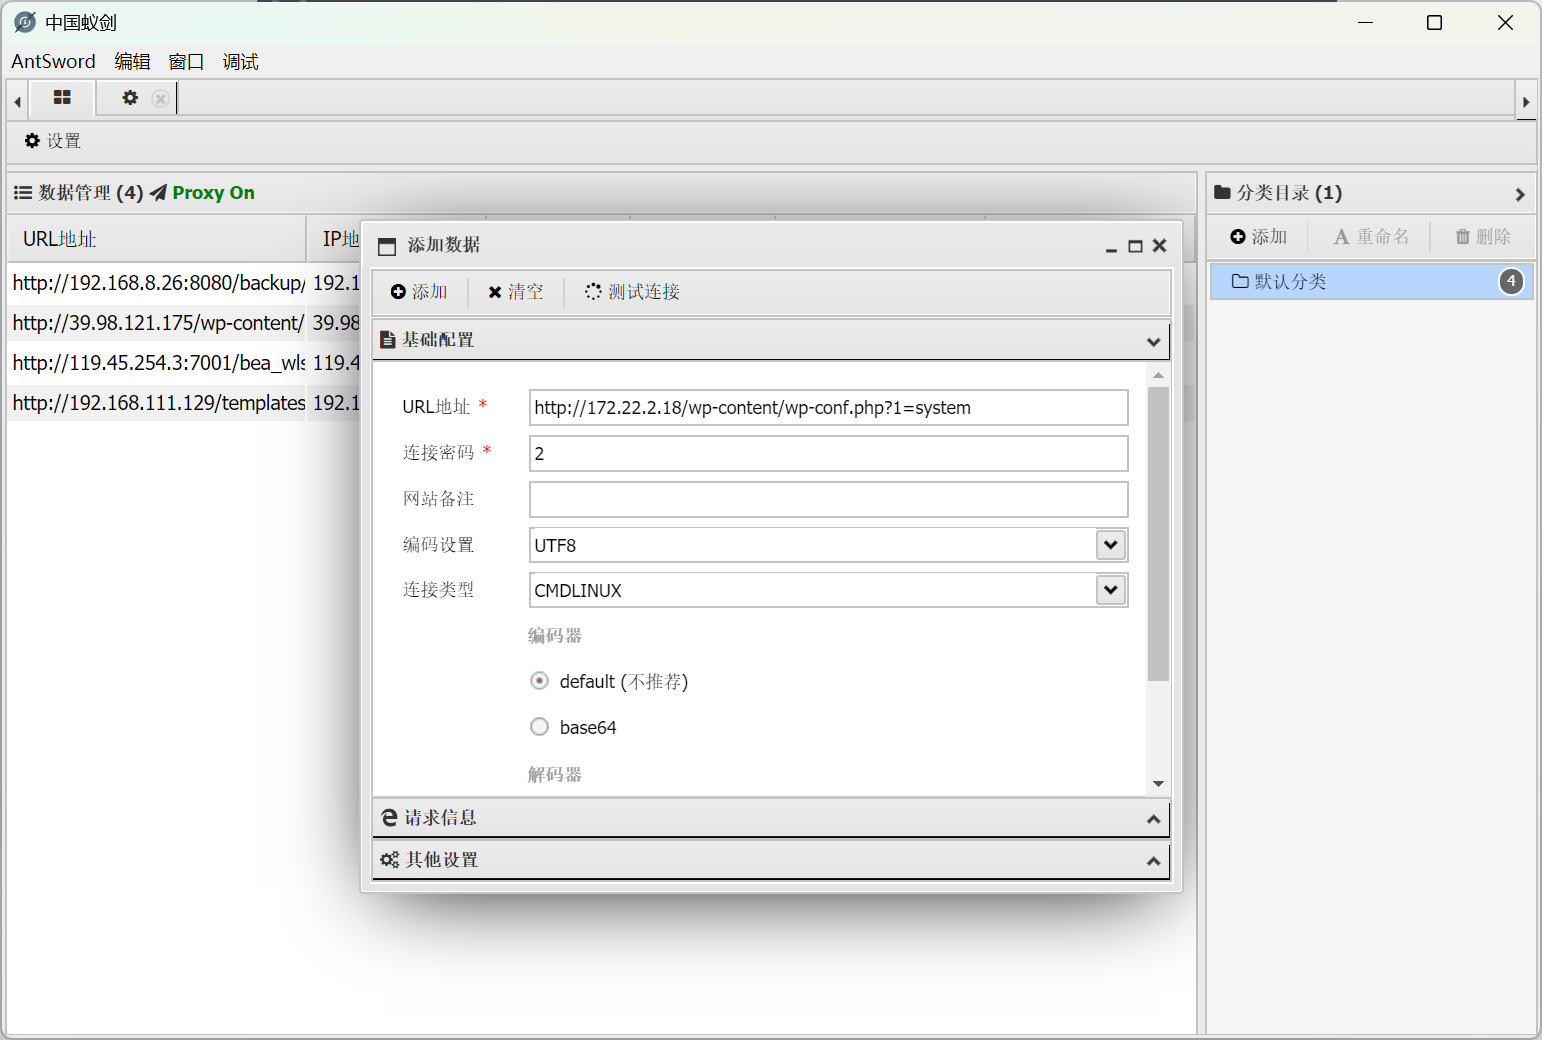 中国蚁剑
AntSword 编辑 窗口 调试
设置
数据管理 (4) Proxy On
分类目录 (1)
URL地址 IP地
添加 重命名 删除
默认分类 4
http://192.168.8.26:8080/backup/ 192.1
http://39.98.121.175/wp-content/ 39.98
http://119.45.254.3:7001/bea_wls 119.4
http://192.168.111.129/templates 192.1
添加数据
添加 清空 测试连接
基础配置
URL地址 * http://172.22.2.18/wp-content/wp-conf.php?1=system
连接密码 * 2
网站备注
编码设置 UTF8
连接类型 CMDLINUX
编码器
default (不推荐)
base64
解码器
请求信息
其他设置